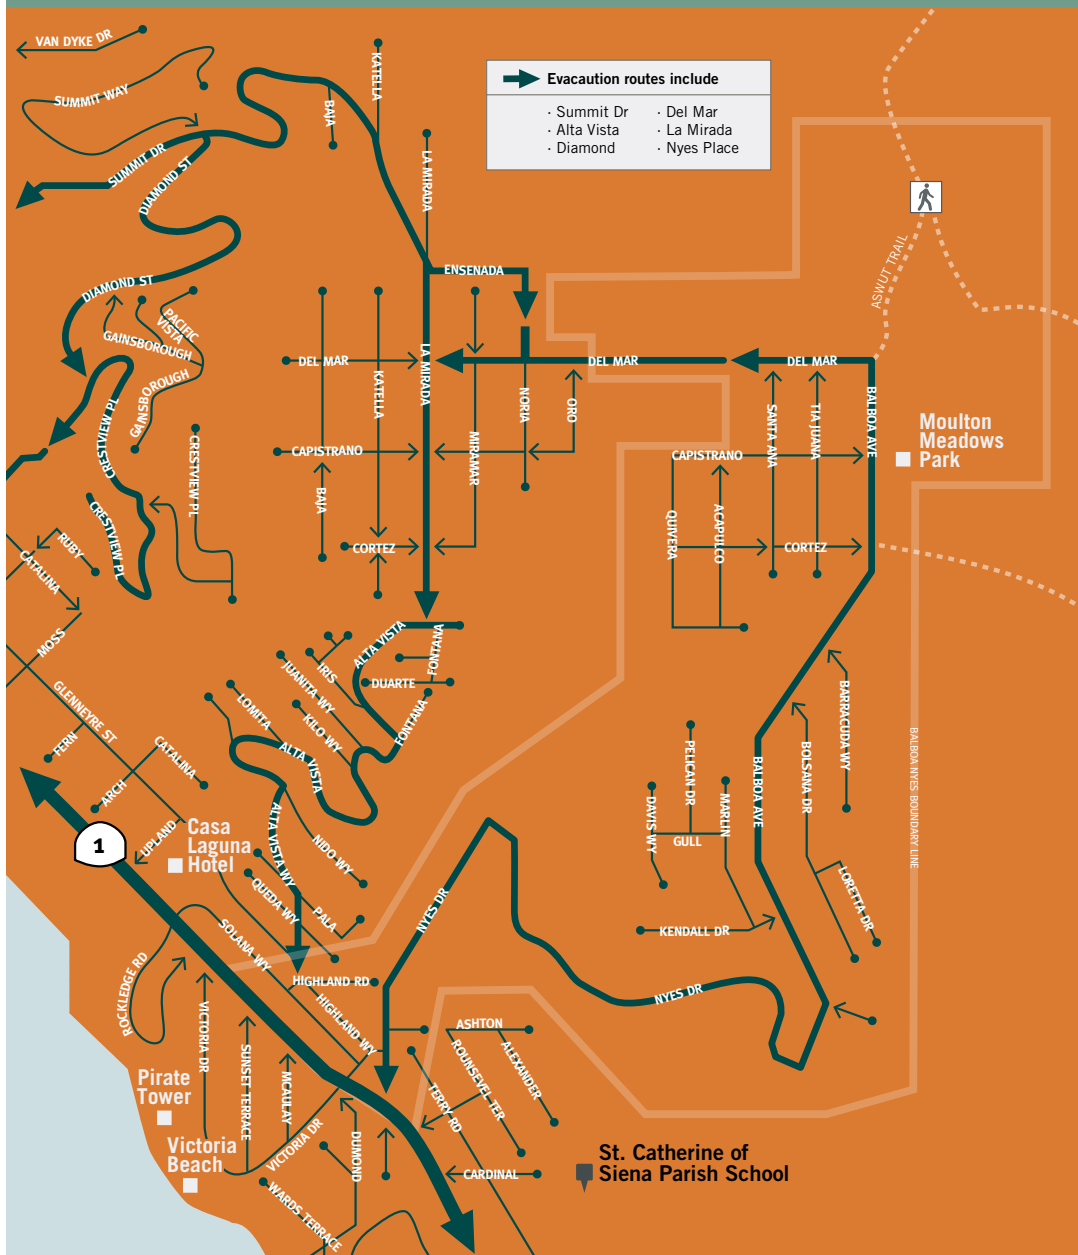 VAN DYKE DR
SUMMIT WAY
SUMMIT DR
DIAMOND ST
BAJA
KATELLA
LA MIRADA
Evacaution routes include
· Summit Dr
· Del Mar
· Alta Vista
· La Mirada
· Diamond
· Nyes Place
ENSENADA
ASWUT TRAIL
DIAMOND ST
PACIFIC
VISTA
GAINSBOROUGH
GAINSBOROUGH
DEL MAR
LA MIRADA
DEL MAR
DEL MAR
KATELLA
NORIA
ORO
SANTA ANA
TIA JUANA
BALBOA AVE
Moulton
Meadows
Park
CRESTVIEW PL
CRESTVIEW PL
CRESTVIEW PL
CAPISTRANO
MIRAMAR
CAPISTRANO
BAJA
QUIVERA
ACAPULCO
CORTEZ
CORTEZ
RUBY
CATALINA
MOSS
GLENNEYRE ST
FERN
ARCH
CATALINA
UPLAND
ALTA VISTA
FONTANA
DUARTE
FONTANA
IRIS
JUANITA WY
KILO WY
LOMITA
ALTA VISTA
ALTA VISTA WY
NIDO WY
QUEDA WY
PALA
1
Casa
Laguna
Hotel
PELICAN DR
DAVIS WY
MARLIN
GULL
BALBOA AVE
BOLSANA DR
BARRACUDA WY
BALBOA NYES BOUNDARY LINE
LORETTA DR
KENDALL DR
NYES DR
NYES DR
SOLANA WY
HIGHLAND RD
HIGHLAND WY
ROCKLEDGE RD
VICTORIA DR
SUNSET TERRACE
MCAULAY
VICTORIA DR
DUMOND
WARDS TERRACE
ASHTON
ROUNSEVEL TER
ALEXANDER
TERRY RD
CARDINAL
Pirate
Tower
Victoria
Beach
St. Catherine of
Siena Parish School